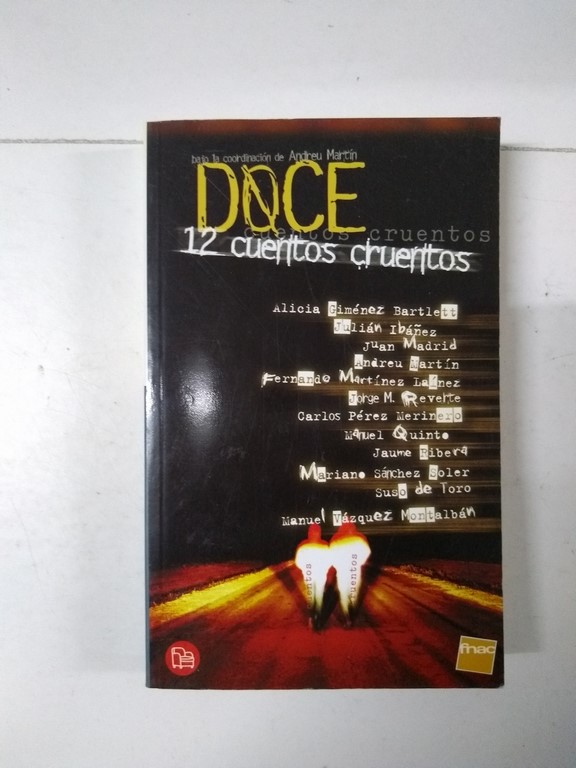 bajo la coordinación de Andreu Martín
DOCE
cuentos cruentos
12 cuentos cruentos
Alicia Giménez Bartlett
Julián Ibáñez
Juan Madrid
Andreu Martín
Fernando Martínez Laínez
Jorge M. Reverte
Carlos Pérez Merinero
Manuel Quinto
Jaume Ribera
Mariano Sánchez Soler
Suso de Toro
Manuel Vázquez Montalbán
cuentos
cuentos
fnac